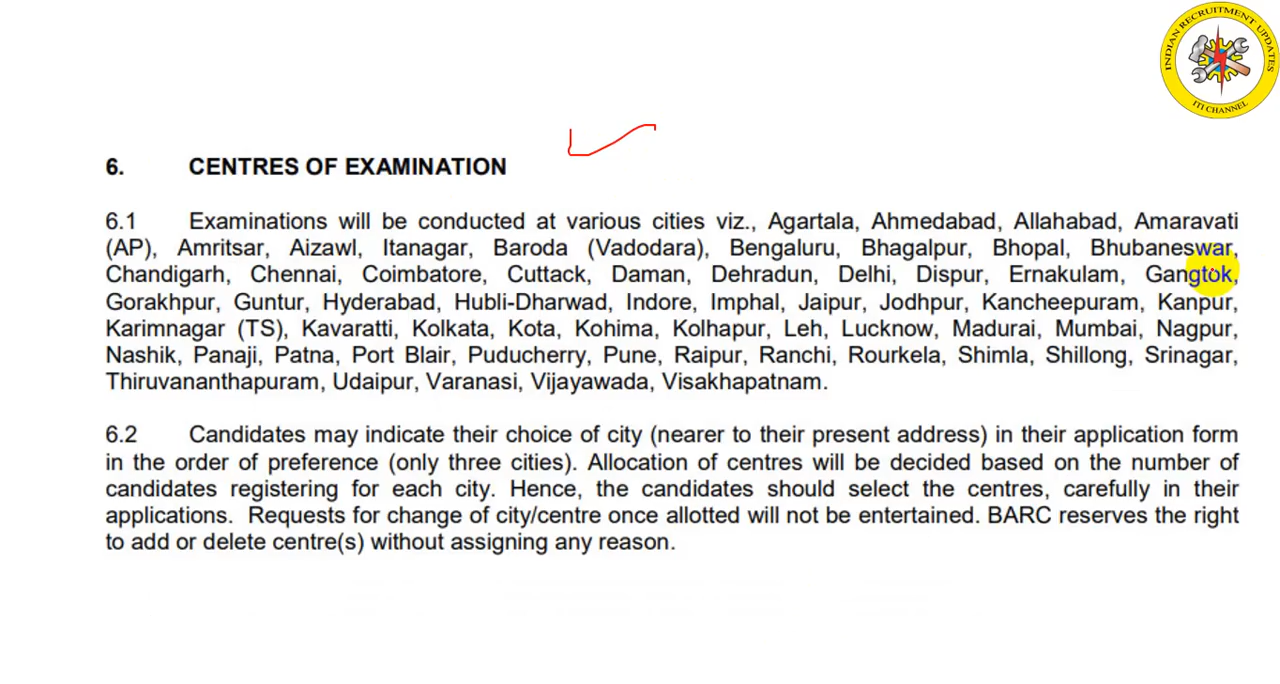 INDIAN RECRUITMENT UPDATES
ITI CHANNEL
6. CENTRES OF EXAMINATION
6.1 Examinations will be conducted at various cities viz., Agartala, Ahmedabad, Allahabad, Amaravati
(AP), Amritsar, Aizawl, Itanagar, Baroda (Vadodara), Bengaluru, Bhagalpur, Bhopal, Bhubaneswar,
Chandigarh, Chennai, Coimbatore, Cuttack, Daman, Dehradun, Delhi, Dispur, Ernakulam, Gangtok,
Gorakhpur, Guntur, Hyderabad, Hubli-Dharwad, Indore, Imphal, Jaipur, Jodhpur, Kancheepuram, Kanpur,
Karimnagar (TS), Kavaratti, Kolkata, Kota, Kohima, Kolhapur, Leh, Lucknow, Madurai, Mumbai, Nagpur,
Nashik, Panaji, Patna, Port Blair, Puducherry, Pune, Raipur, Ranchi, Rourkela, Shimla, Shillong, Srinagar,
Thiruvananthapuram, Udaipur, Varanasi, Vijayawada, Visakhapatnam.
6.2 Candidates may indicate their choice of city (nearer to their present address) in their application form
in the order of preference (only three cities). Allocation of centres will be decided based on the number of
candidates registering for each city. Hence, the candidates should select the centres, carefully in their
applications. Requests for change of city/centre once allotted will not be entertained. BARC reserves the right
to add or delete centre(s) without assigning any reason.